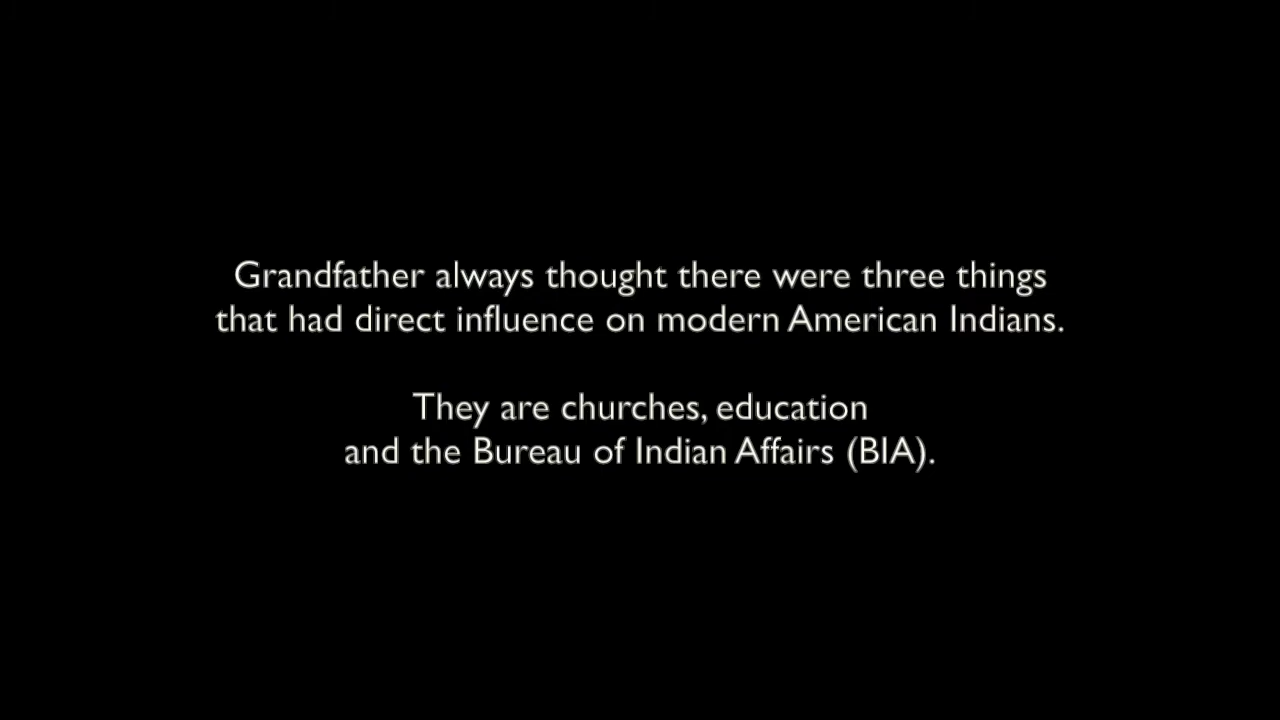 Grandfather always thought there were three things
that had direct influence on modern American Indians.
They are churches, education
and the Bureau of Indian Affairs (BIA).